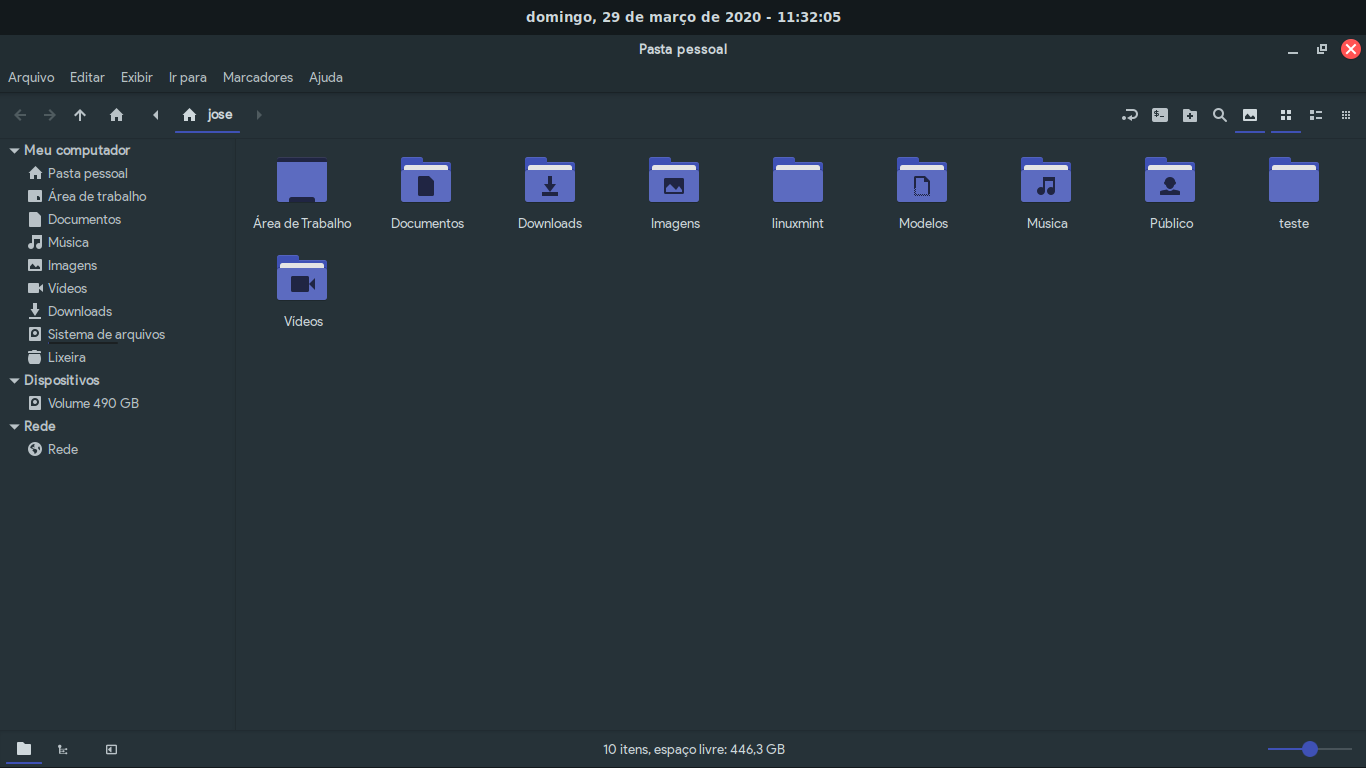 domingo, 29 de março de 2020 - 11:32:05
Pasta pessoal
Arquivo Editar Exibir Ir para Marcadores Ajuda
jose
Meu computador
Pasta pessoal
Área de trabalho
Documentos
Música
Imagens
Vídeos
Downloads
Sistema de arquivos
Lixeira
Dispositivos
Volume 490 GB
Rede
Rede
Área de Trabalho Documentos Downloads Imagens linuxmint Modelos Música Público teste
Vídeos
10 itens, espaço livre: 446,3 GB